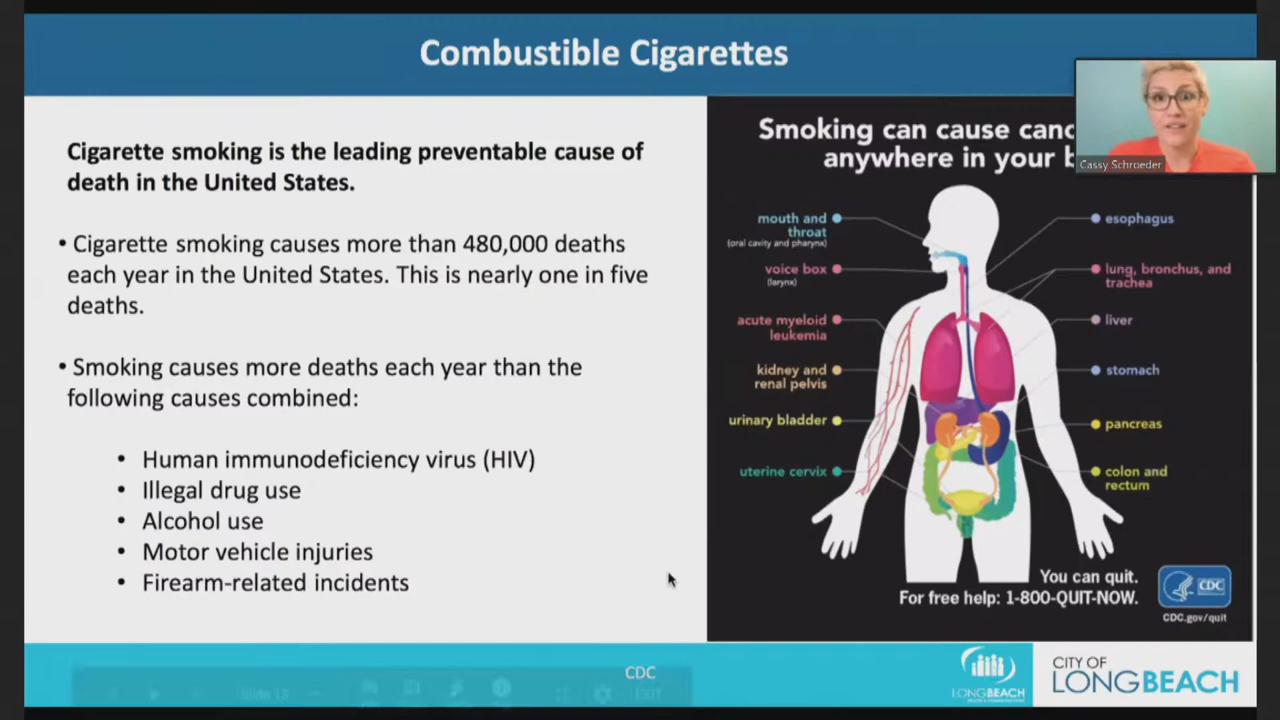 Combustible Cigarettes
Cigarette smoking is the leading preventable cause of
death in the United States.
• Cigarette smoking causes more than 480,000 deaths
each year in the United States. This is nearly one in five
deaths.
• Smoking causes more deaths each year than the
following causes combined:
• Human immunodeficiency virus (HIV)
• Illegal drug use
• Alcohol use
• Motor vehicle injuries
• Firearm-related incidents
Smoking can cause
anywhere in your
Cassy Schroeder
mouth and
throat
(oral cavity and pharynx)
voice box
(larynx)
acute myeloid
leukemia
kidney and
renal pelvis
urinary bladder
uterine cervix
esophagus
lung, bronchus, and
trachea
liver
stomach
pancreas
colon and
rectum
You can quit.
For free help: 1-800-QUIT-NOW.
CDC
CDC.gov/quit
CDC
Slide 13
EXIT
LONGBEACH
CITY OF
LONGBEACH